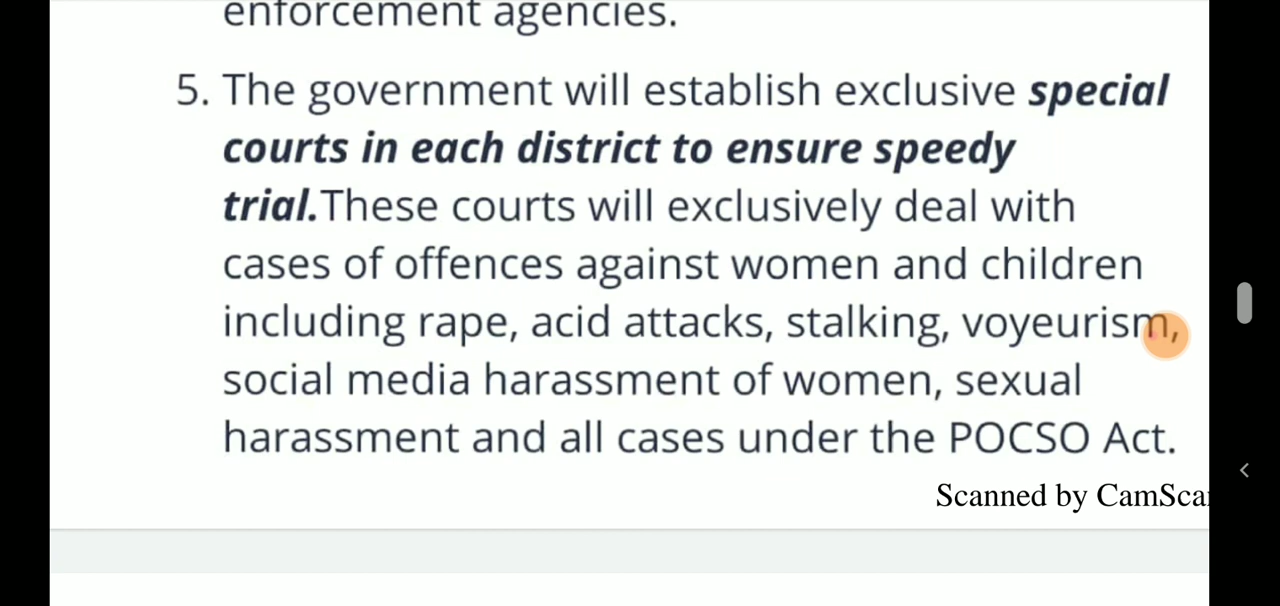 enforcement agencies.
5. The government will establish exclusive special
courts in each district to ensure speedy
trial.These courts will exclusively deal with
cases of offences against women and children
including rape, acid attacks, stalking, voyeurism,
social media harassment of women, sexual
harassment and all cases under the POCSO Act.
Scanned by CamSca